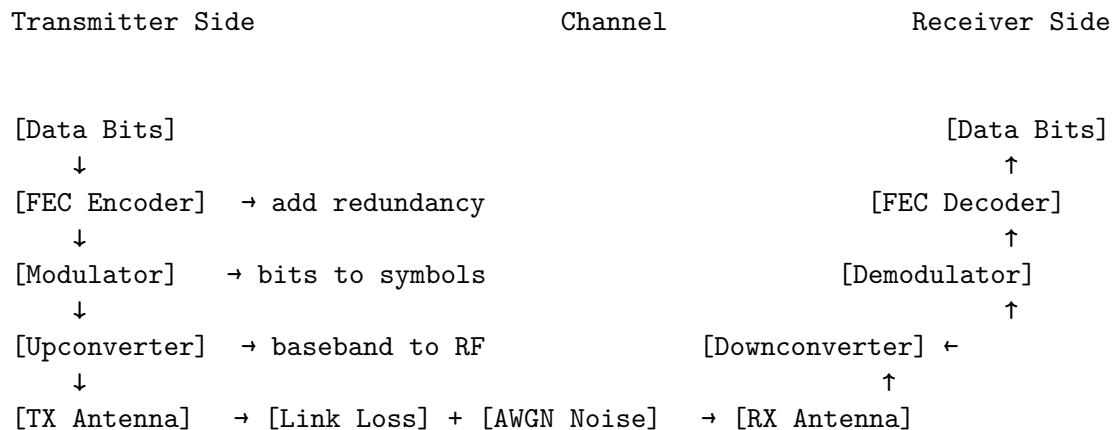 Transmitter Side Channel Receiver Side
[Data Bits] [Data Bits]
↓ ↑
[FEC Encoder] → add redundancy [FEC Decoder]
↓ ↑
[Modulator] → bits to symbols [Demodulator]
↓ ↑
[Upconverter] → baseband to RF [Downconverter] ←
↓ ↑
[TX Antenna] → [Link Loss] + [AWGN Noise] → [RX Antenna]